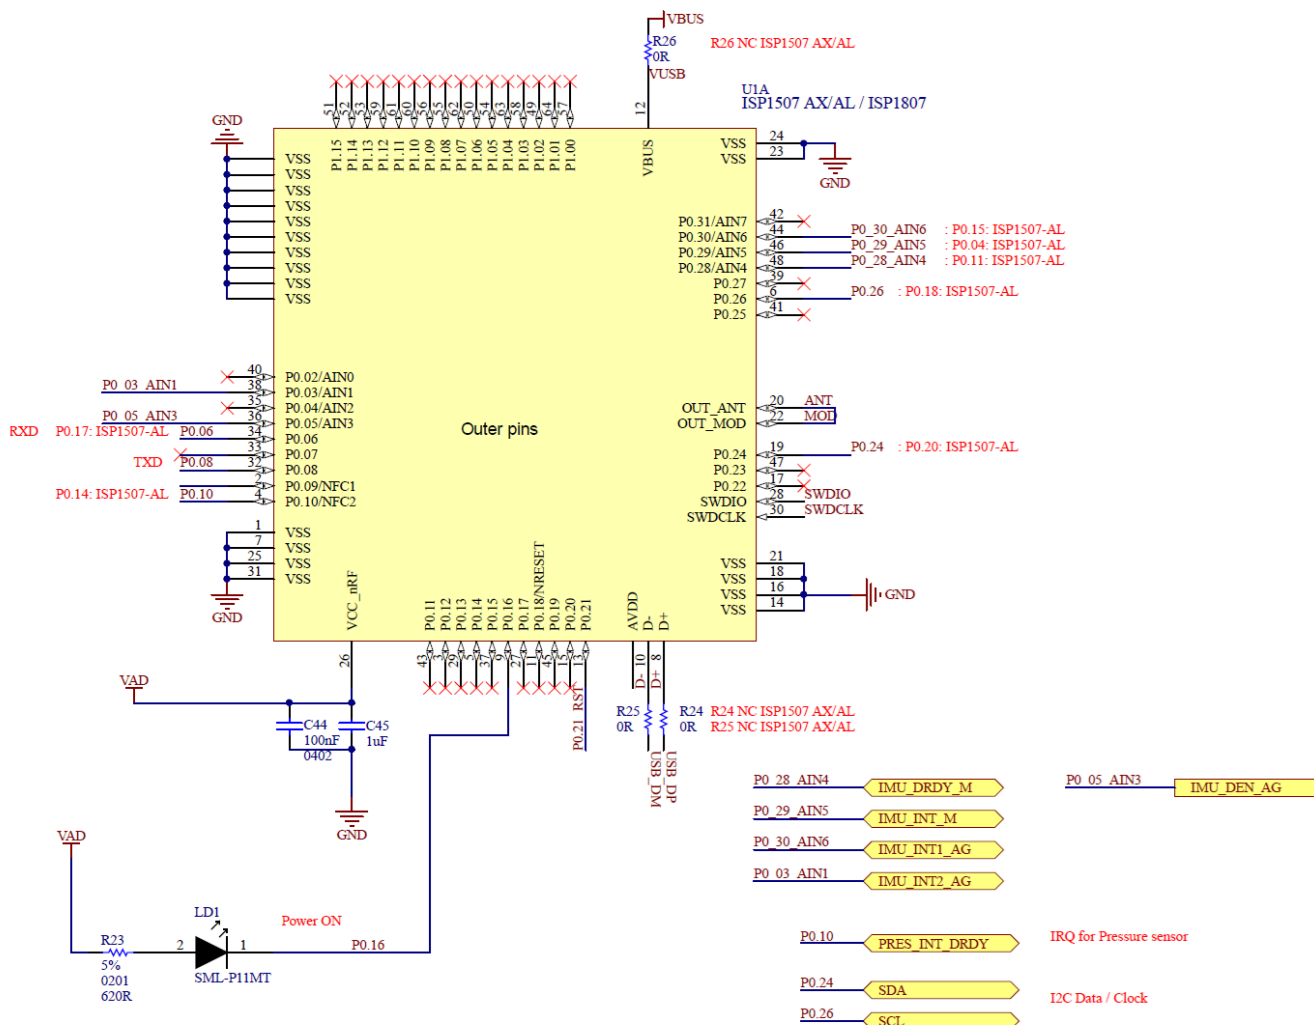 VBUS
R26
0R
R26 NC ISP1507 AX/AL
VUSB
U1A
ISP1507 AX/AL / ISP1807
51 52 53 59 61 60 56 55 62 50 54 63 58 49 64 57
12
P1.15 P1.14 P1.13 P1.12 P1.11 P1.10 P1.09 P1.08 P1.07 P1.06 P1.05 P1.04 P1.03 P1.02 P1.01 P1.00
VBUS
GND
VSS
VSS
VSS
VSS
VSS
VSS
VSS
VSS
VSS
VSS
VSS 24
VSS 23
GND
P0.31/AIN7 42
P0.30/AIN6 44 P0_30_AIN6 : P0.15: ISP1507-AL
P0.29/AIN5 46 P0_29_AIN5 : P0.04: ISP1507-AL
P0.28/AIN4 48 P0_28_AIN4 : P0.11: ISP1507-AL
P0.27 39
P0.26 6 P0.26 : P0.18: ISP1507-AL
P0.25 41
40 P0.02/AIN0
P0_03_AIN1 38 P0.03/AIN1
35 P0.04/AIN2
P0_05_AIN3 36 P0.05/AIN3
RXD P0.17: ISP1507-AL P0.06 34 P0.06
33 P0.07
TXD P0.08 32 P0.08
2 P0.09/NFC1
P0.14: ISP1507-AL P0.10 4 P0.10/NFC2
Outer pins
OUT_ANT 20 ANT
OUT_MOD 22 MOD
P0.24 19 P0.24 : P0.20: ISP1507-AL
P0.23 47
P0.22 17
SWDIO 28 SWDIO
SWDCLK 30 SWDCLK
1 VSS
7 VSS
25 VSS
31 VSS
GND
VSS 21
VSS 18
VSS 16
VSS 14
GND
VCC_nRF
P0.11 P0.12 P0.13 P0.14 P0.15 P0.16 P0.17 P0.18/NRESET P0.19 P0.20 P0.21
AVDD D- D+
26
43 3 29 5 37 9 27 11 45 15 13
10 8
D- D+
P0.21_RST
VAD
C44
100nF
0402
C45
1uF
GND
R25
0R
R24
0R
R24 NC ISP1507 AX/AL
R25 NC ISP1507 AX/AL
USB_DM
USB_DP
P0_28_AIN4 IMU_DRDY_M
P0_29_AIN5 IMU_INT_M
P0_30_AIN6 IMU_INT1_AG
P0_03_AIN1 IMU_INT2_AG
P0_05_AIN3 IMU_DEN_AG
P0.10 PRES_INT_DRDY IRQ for Pressure sensor
P0.24 SDA
I2C Data / Clock
P0.26 SCL
VAD
R23
5%
0201
620R
LD1
2 1
SML-P11MT
Power ON
P0.16